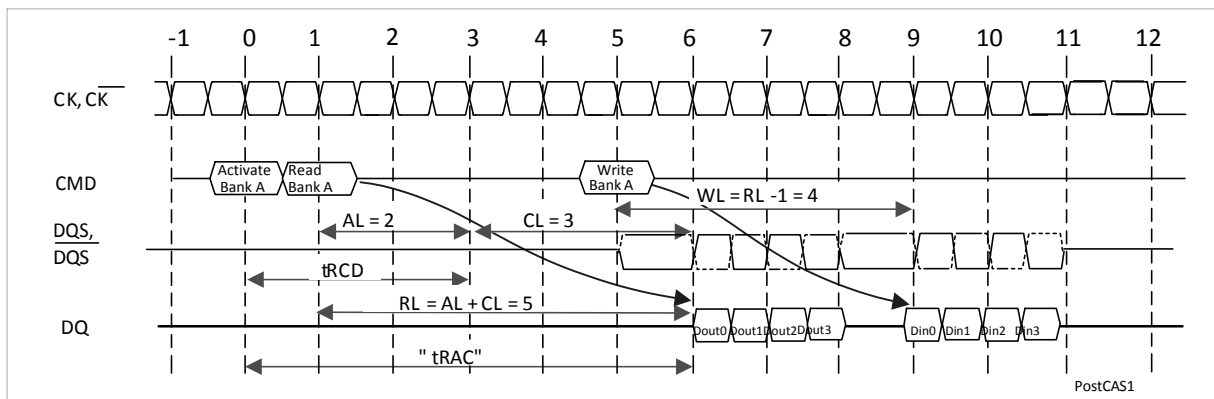 -1 0 1 2 3 4 5 6 7 8 9 10 11 12
CK, CK
CMD
Activate
Bank A
Read
Bank A
Write
Bank A
WL = RL -1 = 4
AL = 2
CL = 3
DQS,
DQS
tRCD
RL = AL + CL = 5
DQ
Dout0 Dout1 Dout2 Dout3
Din0 Din1 Din2 Din3
" tRAC"
PostCAS1